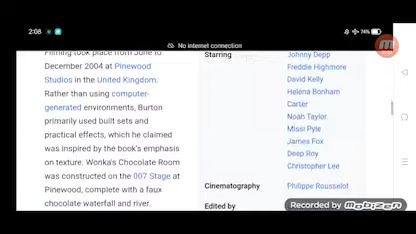 2:08
74%
No internet connection
Filming took place from June to
December 2004 at Pinewood
Studios in the United Kingdom.
Rather than using computer-
generated environments, Burton
primarily used built sets and
practical effects, which he claimed
was inspired by the book's emphasis
on texture. Wonka's Chocolate Room
was constructed on the 007 Stage at
Pinewood, complete with a faux
chocolate waterfall and river.
Starring
Johnny Depp
Freddie Highmore
David Kelly
Helena Bonham
Carter
Noah Taylor
Missi Pyle
James Fox
Deep Roy
Christopher Lee
Cinematography
Philippe Rousselot
Edited by
Recorded by
Mobizen